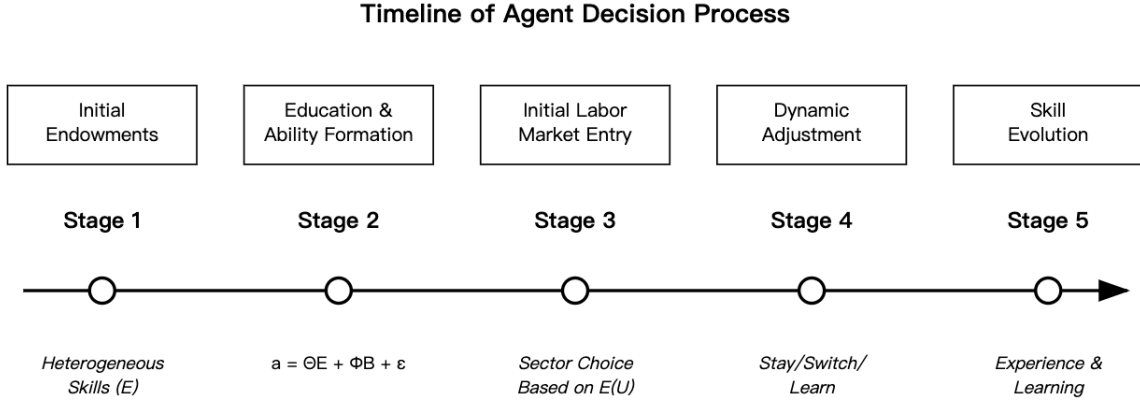 Timeline of Agent Decision Process
Initial
Endowments
Education &
Ability Formation
Initial Labor
Market Entry
Dynamic
Adjustment
Skill
Evolution
Stage 1
Stage 2
Stage 3
Stage 4
Stage 5
Heterogeneous
Skills (E)
a = ΘE + ΦB + ε
Sector Choice
Based on E(U)
Stay/Switch/
Learn
Experience &
Learning